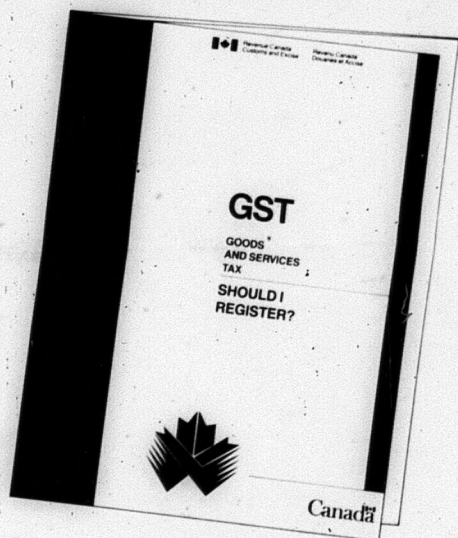 Revenue Canada Revenu Canada
Customs and Excise Douanes et Accise
GST
GOODS
AND SERVICES
TAX
SHOULD I
REGISTER?
Canada